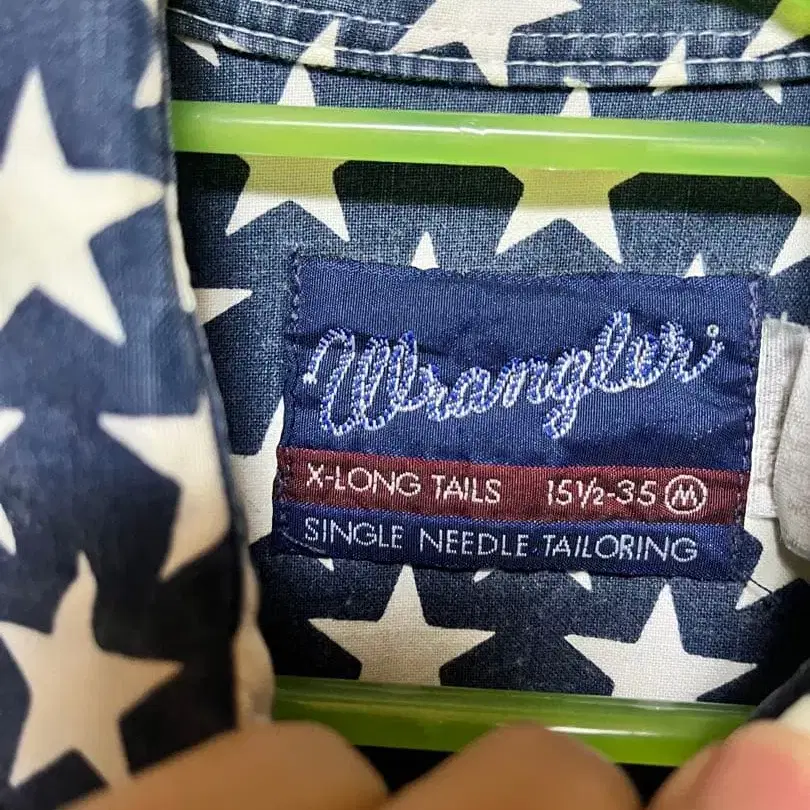 Wrangler®
X-LONG TAILS 15½-35 M
SINGLE NEEDLE TAILORING